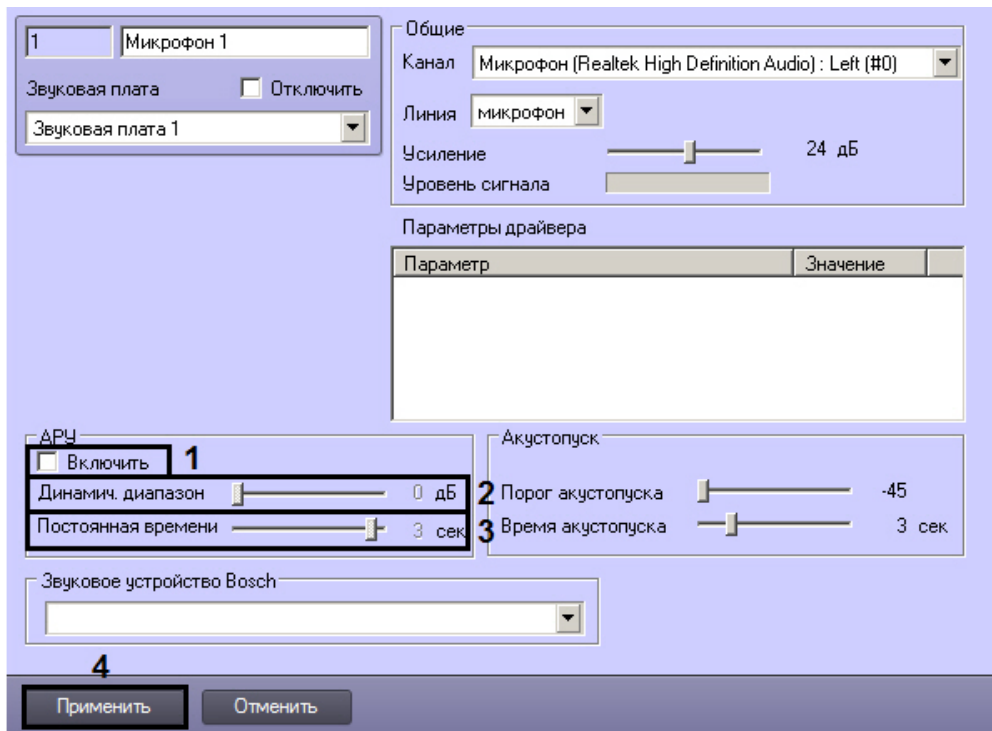 1 Микрофон 1
Звуковая плата Отключить
Звуковая плата 1
Общие
Канал Микрофон (Realtek High Definition Audio) : Left (#0)
Линия микрофон
Усиление 24 дБ
Уровень сигнала
Параметры драйвера
Параметр Значение
АРУ
Включить 1
Динамич. диапазон 0 дБ 2
Постоянная времени 3 сек 3
Акустопуск
Порог акустопуска -45
Время акустопуска 3 сек
Звуковое устройство Bosch
4
Применить Отменить